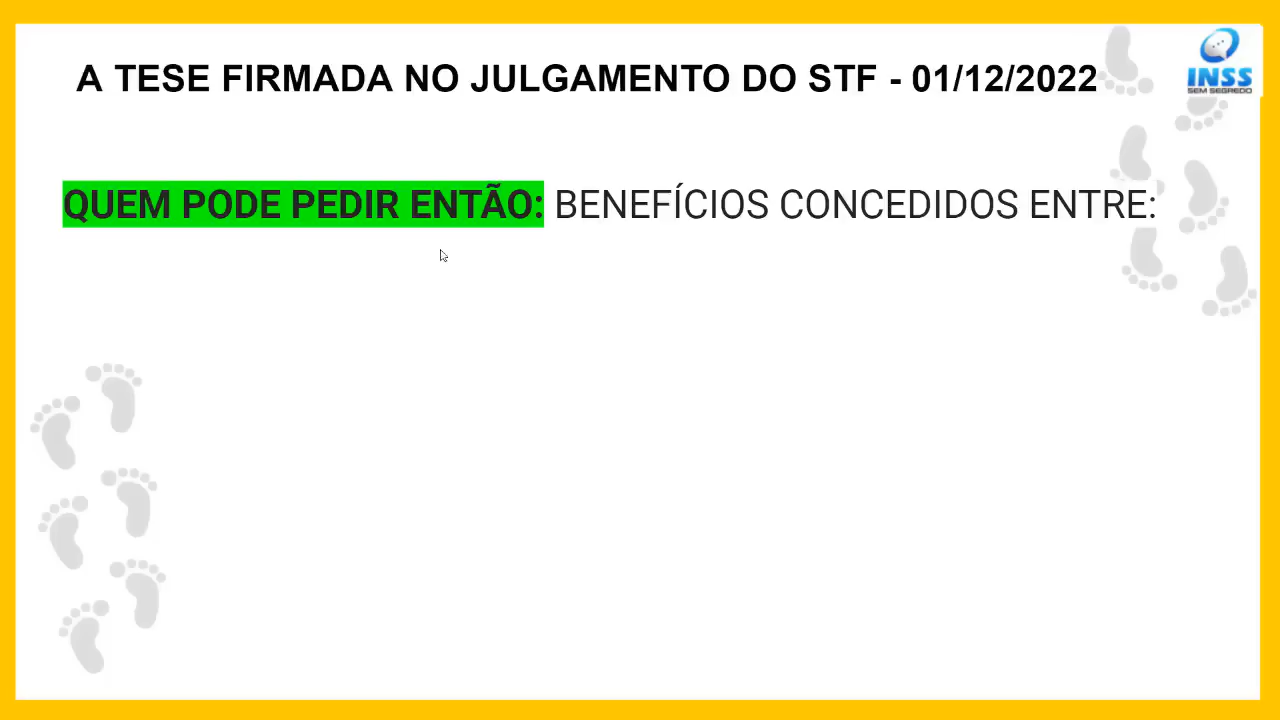 A TESE FIRMADA NO JULGAMENTO DO STF - 01/12/2022
INSS
SEM SEGREDO
QUEM PODE PEDIR ENTÃO: BENEFÍCIOS CONCEDIDOS ENTRE: